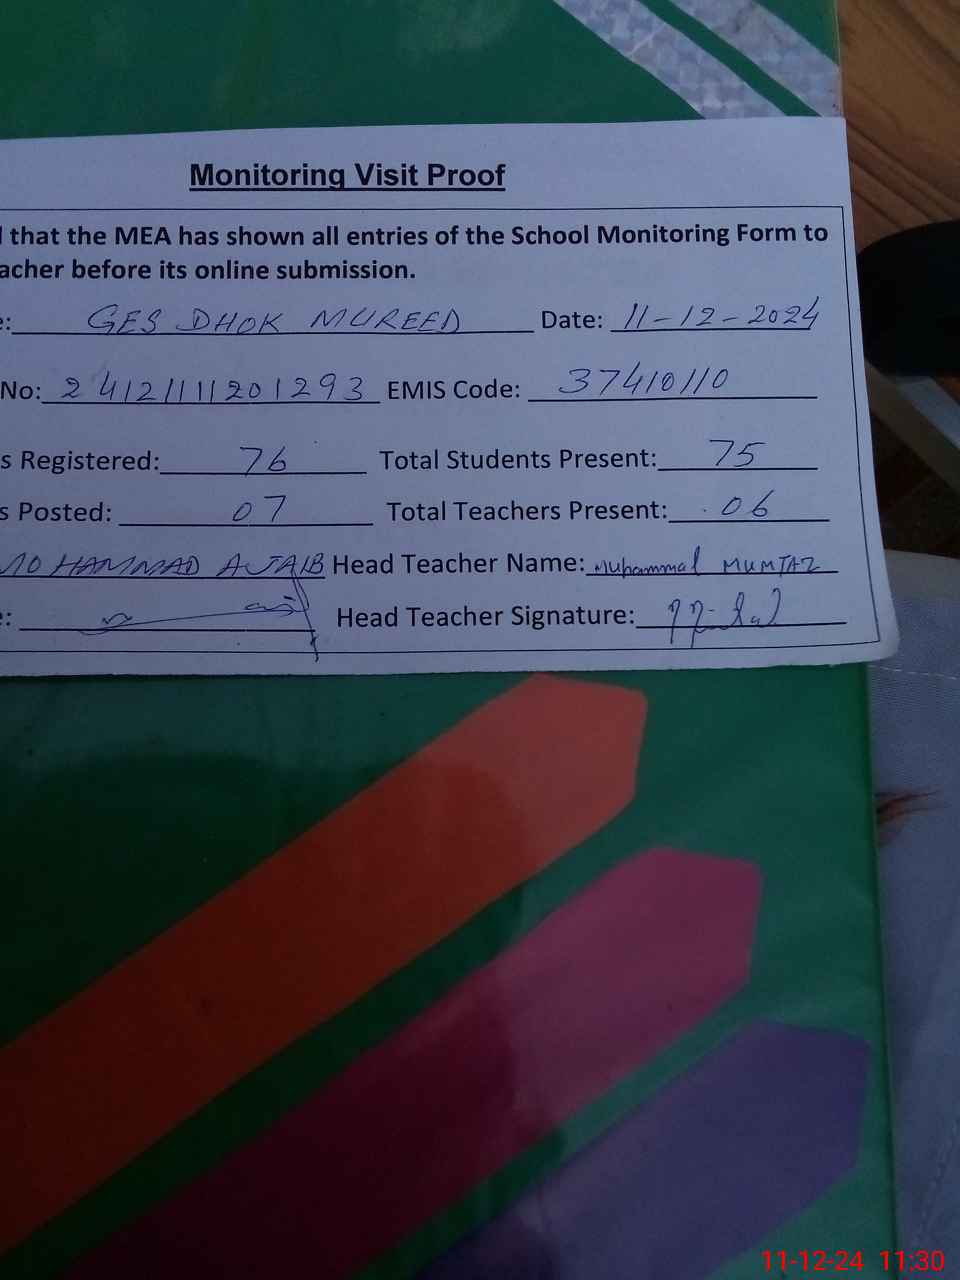 Monitoring Visit Proof
that the MEA has shown all entries of the School Monitoring Form to
acher before its online submission.
e: GES DHOK MUREED Date: 11-12-2024
No: 2412111201293 EMIS Code: 37410110
s Registered: 76 Total Students Present: 75
s Posted: 07 Total Teachers Present: 06
MOHAMMAD AJAIB Head Teacher Name: Muhammad MUMTAZ
e: Head Teacher Signature:
11-12-24 11:30